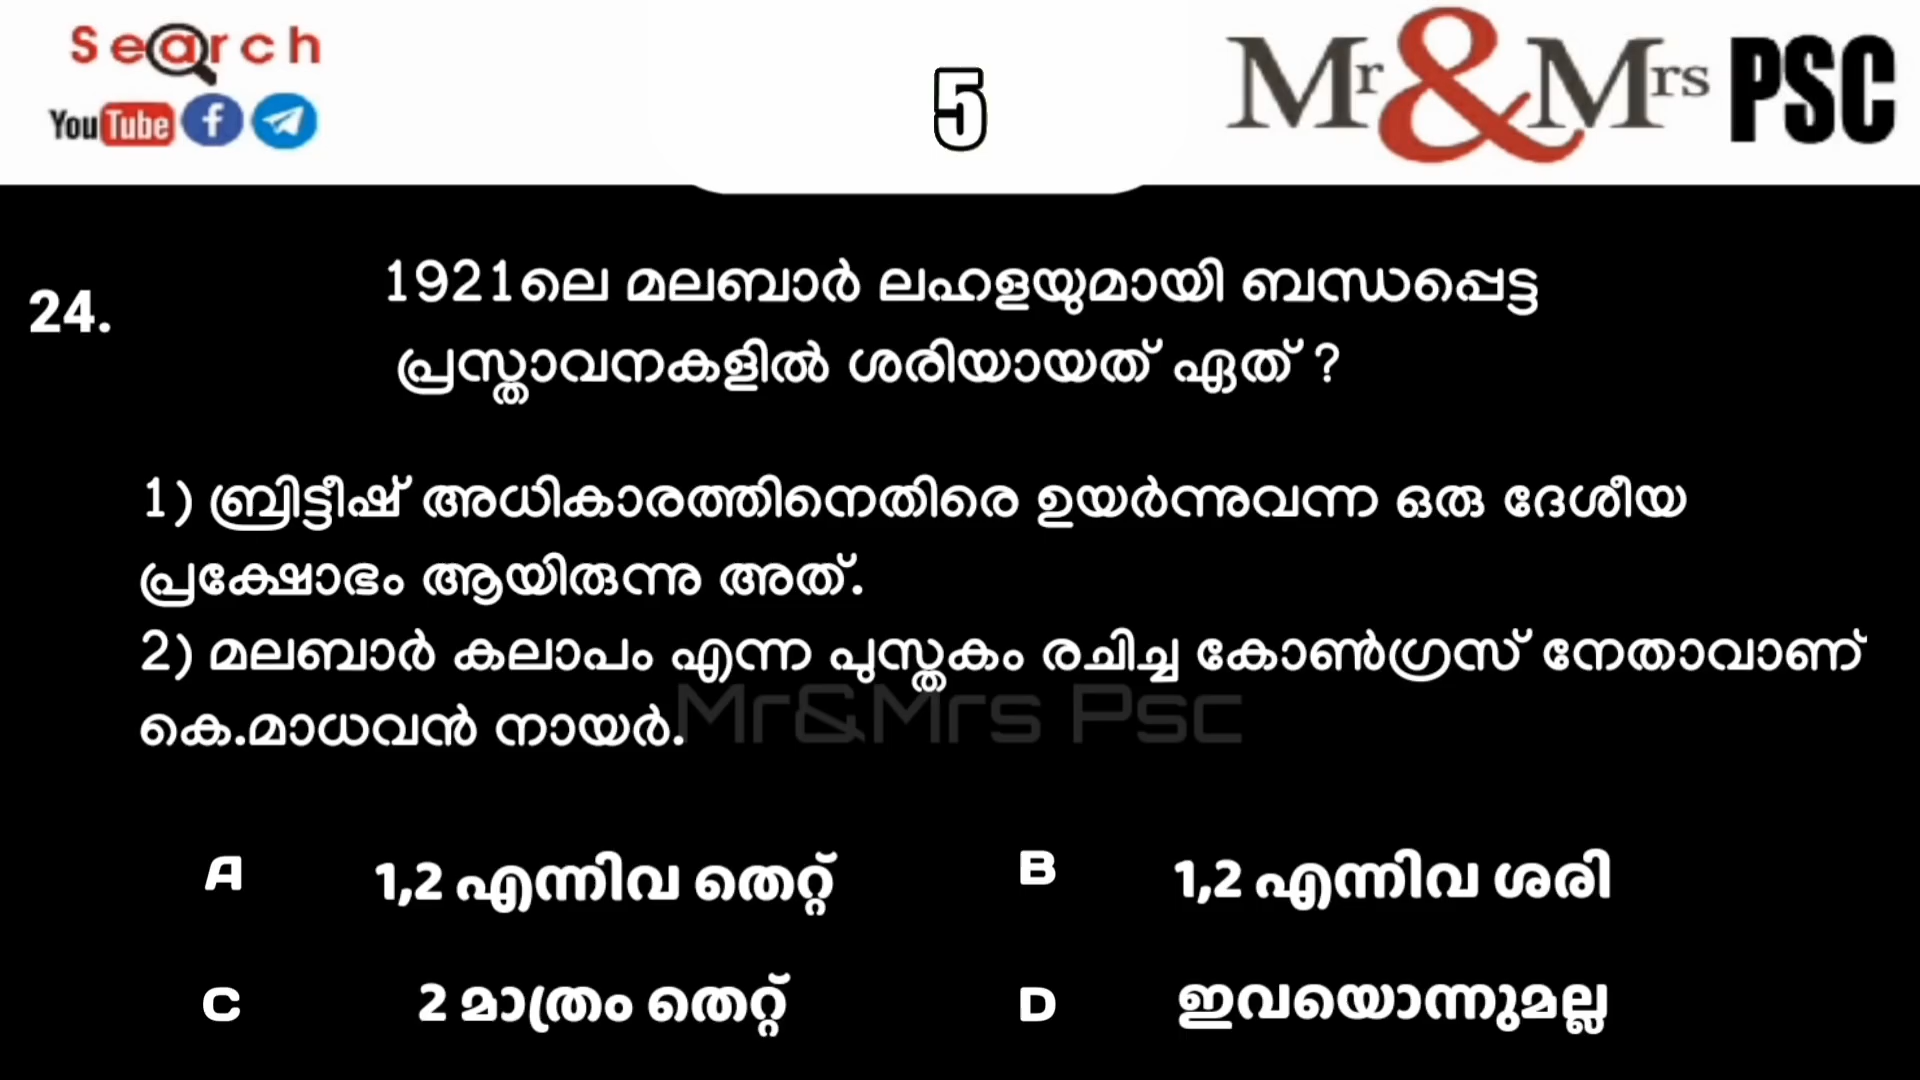 Search
YouTube
5
Mr&Mrs PSC
24.
1921ലെ മലബാർ ലഹളയുമായി ബന്ധപ്പെട്ട
പ്രസ്താവനകളിൽ ശരിയായത് ഏത് ?
1) ബ്രിട്ടീഷ് അധികാരത്തിനെതിരെ ഉയർന്നുവന്ന ഒരു ദേശീയ
പ്രക്ഷോഭം ആയിരുന്നു അത്.
2) മലബാർ കലാപം എന്ന പുസ്തകം രചിച്ച കോൺഗ്രസ് നേതാവാണ്
കെ.മാധവൻ നായർ.
Mr&Mrs Psc
A 1,2 എന്നിവ തെറ്റ്
B 1,2 എന്നിവ ശരി
C 2 മാത്രം തെറ്റ്
D ഇവയൊന്നുമല്ല